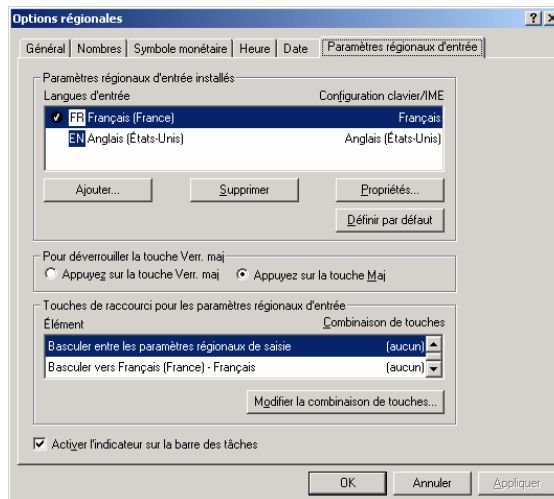 Options régionales
Général Nombres Symbole monétaire Heure Date Paramètres régionaux d'entrée
Paramètres régionaux d'entrée installés
Langues d'entrée Configuration clavier/IME
FR Français (France) Français
EN Anglais (États-Unis) Anglais (États-Unis)
Ajouter... Supprimer Propriétés...
Définir par défaut
Pour déverrouiller la touche Verr. maj
Appuyez sur la touche Verr. maj Appuyez sur la touche Maj
Touches de raccourci pour les paramètres régionaux d'entrée
Élément Combinaison de touches
Basculer entre les paramètres régionaux de saisie (aucun)
Basculer vers Français (France) - Français (aucun)
Modifier la combinaison de touches...
Activer l'indicateur sur la barre des tâches
OK Annuler Appliquer